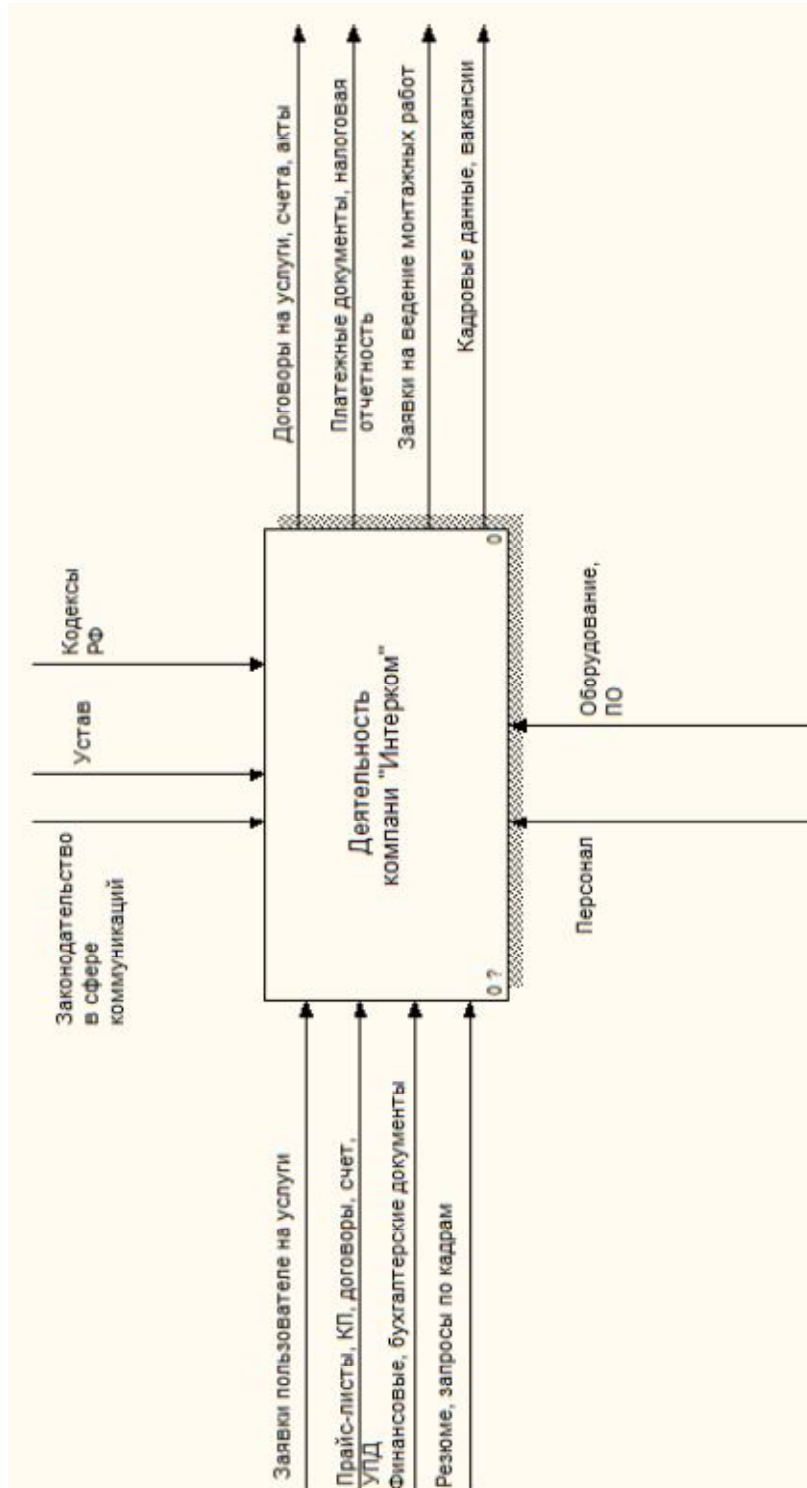 Законодательство
в сфере
коммуникаций
Устав
Кодексы
РФ
Заявки пользователе на услуги
Прайс-листы, КП, договоры, счет,
УПД
Финансовые, бухгалтерские документы
Резюме, запросы по кадрам
Деятельность
компани "Интерком"
0 ?
0
Договоры на услуги, счета, акты
Платежные документы, налоговая
отчетность
Заявки на ведение монтажных работ
Кадровые данные, вакансии
Персонал
Оборудование,
ПО